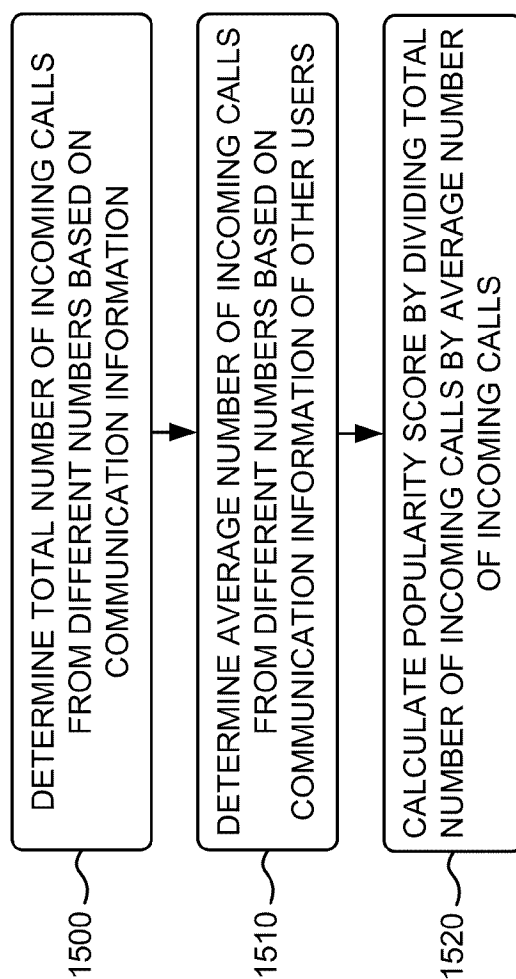 DETERMINE TOTAL NUMBER OF INCOMING CALLS
FROM DIFFERENT NUMBERS BASED ON
COMMUNICATION INFORMATION
1500
DETERMINE AVERAGE NUMBER OF INCOMING CALLS
FROM DIFFERENT NUMBERS BASED ON
COMMUNICATION INFORMATION OF OTHER USERS
1510
CALCULATE POPULARITY SCORE BY DIVIDING TOTAL
NUMBER OF INCOMING CALLS BY AVERAGE NUMBER
OF INCOMING CALLS
1520